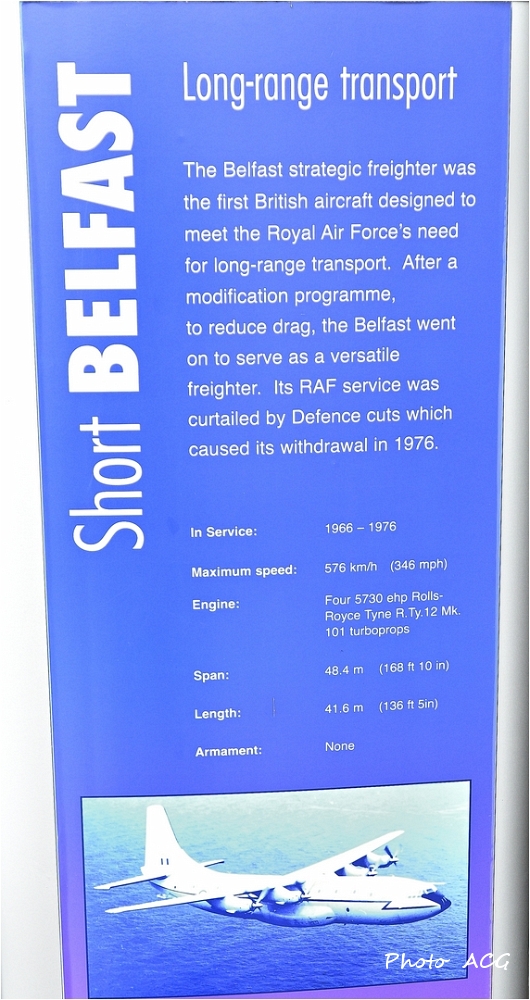 Short BELFAST
Long-range transport
The Belfast strategic freighter was
the first British aircraft designed to
meet the Royal Air Force's need
for long-range transport. After a
modification programme,
to reduce drag, the Belfast went
on to serve as a versatile
freighter. Its RAF service was
curtailed by Defence cuts which
caused its withdrawal in 1976.
In Service: 1966 – 1976
Maximum speed: 576 km/h (346 mph)
Engine: Four 5730 ehp Rolls-
Royce Tyne R.Ty.12 Mk.
101 turboprops
Span: 48.4 m (168 ft 10 in)
Length: 41.6 m (136 ft 5in)
Armament: None
Photo ACG